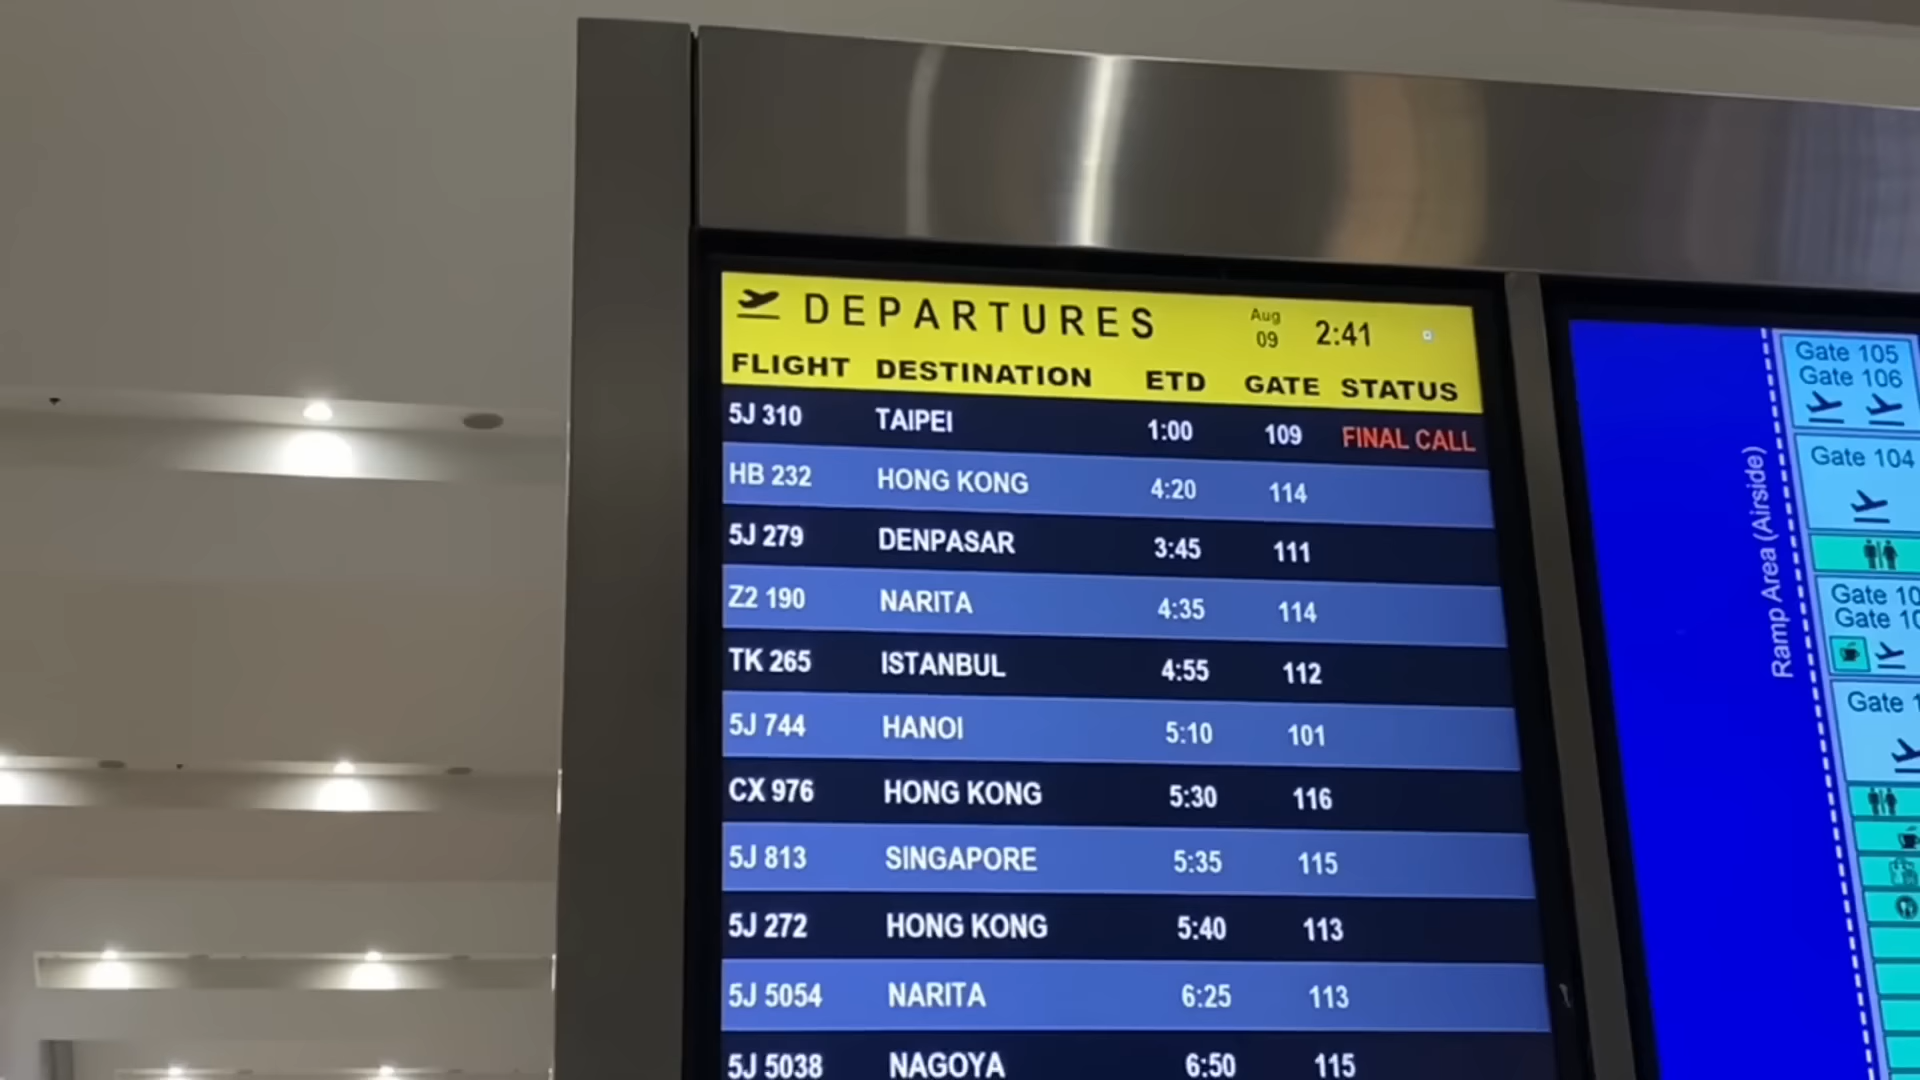 DEPARTURES Aug 09 2:41
FLIGHT DESTINATION ETD GATE STATUS
5J 310 TAIPEI 1:00 109 FINAL CALL
HB 232 HONG KONG 4:20 114
5J 279 DENPASAR 3:45 111
Z2 190 NARITA 4:35 114
TK 265 ISTANBUL 4:55 112
5J 744 HANOI 5:10 101
CX 976 HONG KONG 5:30 116
5J 813 SINGAPORE 5:35 115
5J 272 HONG KONG 5:40 113
5J 5054 NARITA 6:25 113
5J 5038 NAGOYA 6:50 115
Ramp Area (Airside)
Gate 105
Gate 106
Gate 104
Gate
Gate
Gate